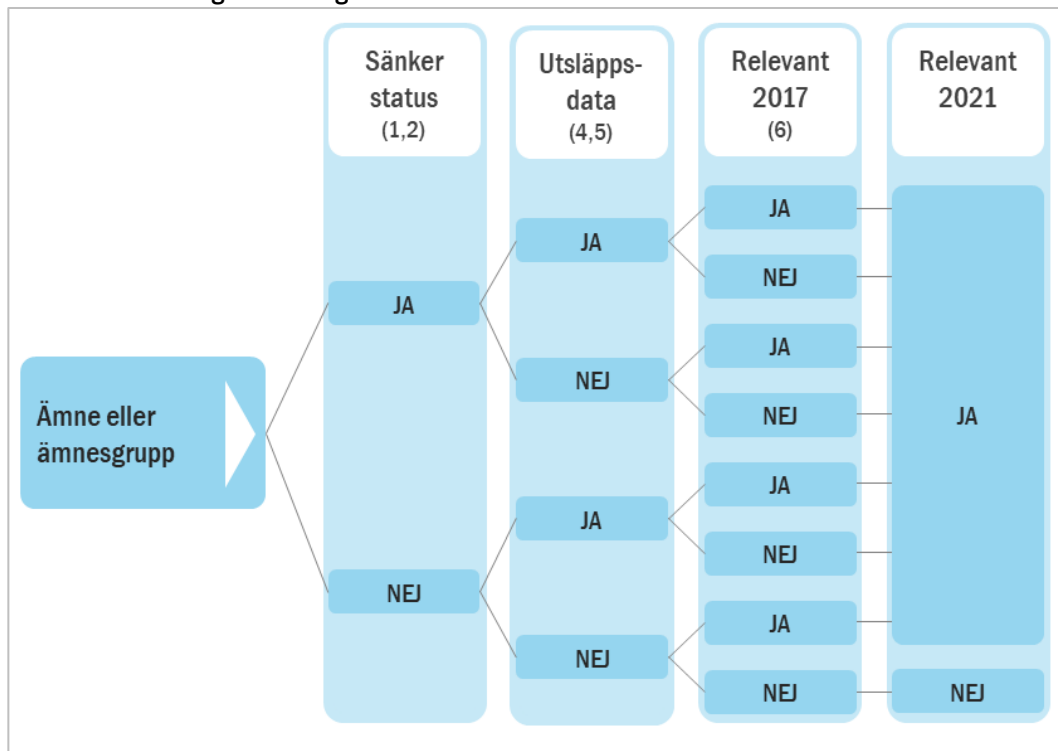 Sänker
status
(1,2)
Utsläpps-
data
(4,5)
Relevant
2017
(6)
Relevant
2021
Ämne eller
ämnesgrupp
JA
NEJ
JA
NEJ
JA
NEJ
JA
NEJ
JA
NEJ
JA
NEJ
JA
NEJ
JA
NEJ